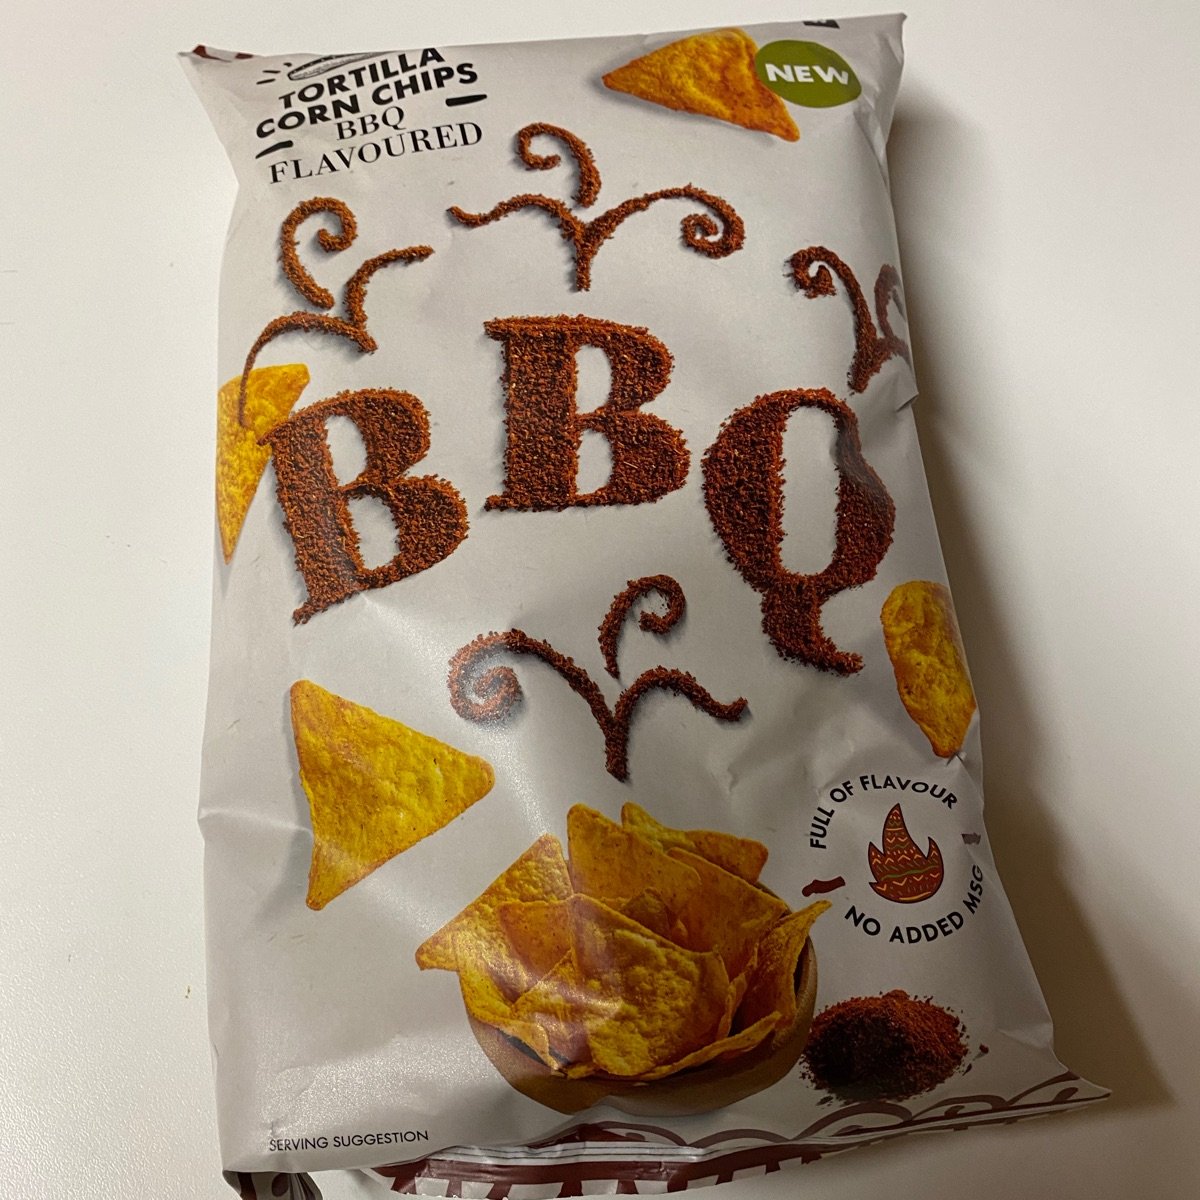 TORTILLA
CORN CHIPS
BBQ
FLAVOURED
NEW
BBQ
FULL OF FLAVOUR
NO ADDED MSG
SERVING SUGGESTION